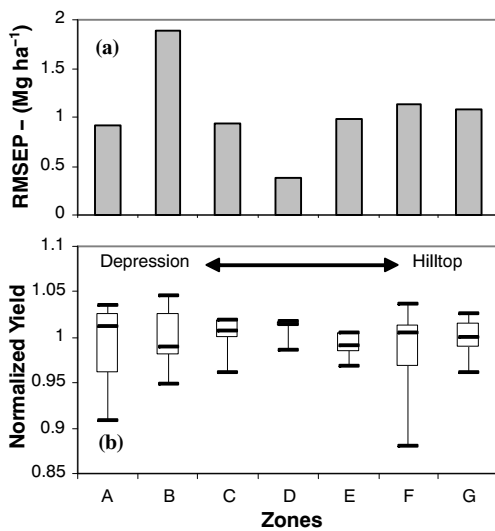 2
(a)
1.5
1
0.5
0
RMSEP – (Mg ha⁻¹)
1.1
Depression Hilltop
1.05
1
0.95
0.9
(b)
0.85
Normalized Yield
A B C D E F G
Zones